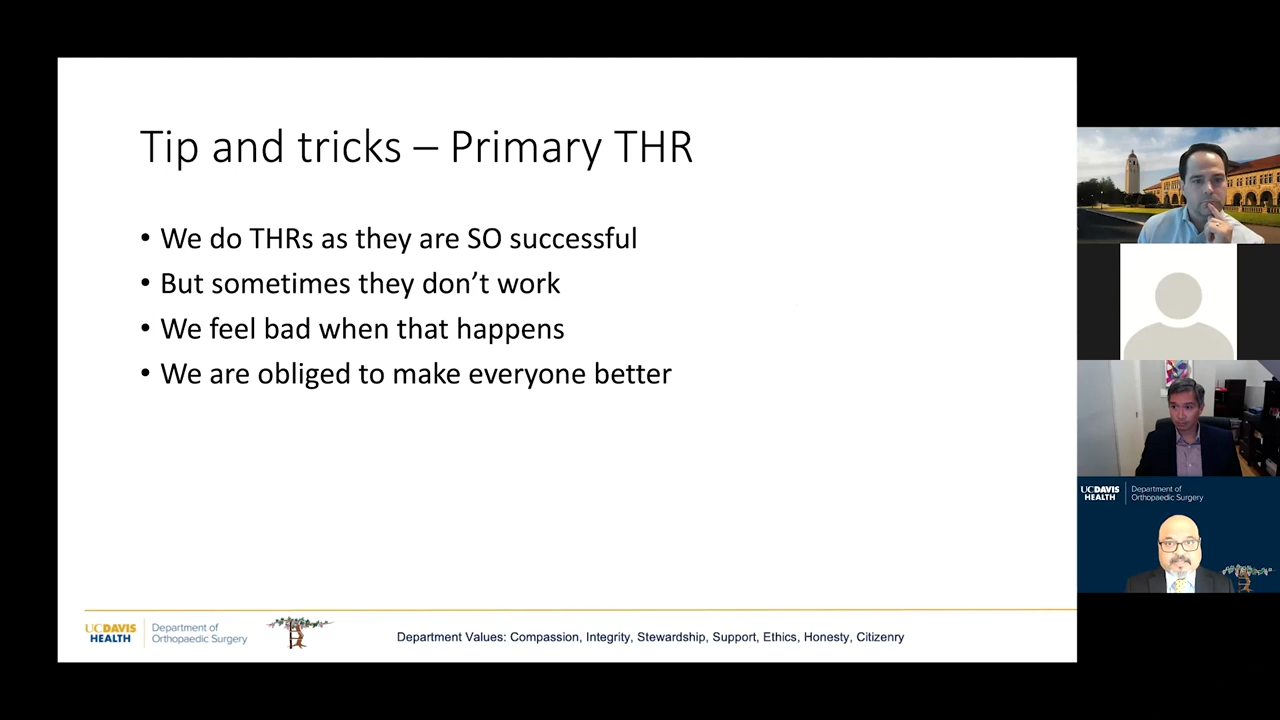 Tip and tricks – Primary THR
• We do THRs as they are SO successful
• But sometimes they don’t work
• We feel bad when that happens
• We are obliged to make everyone better
UCDAVIS
HEALTH
Department of
Orthopaedic Surgery
Department Values: Compassion, Integrity, Stewardship, Support, Ethics, Honesty, Citizenry
UCDAVIS
HEALTH
Department of
Orthopaedic Surgery